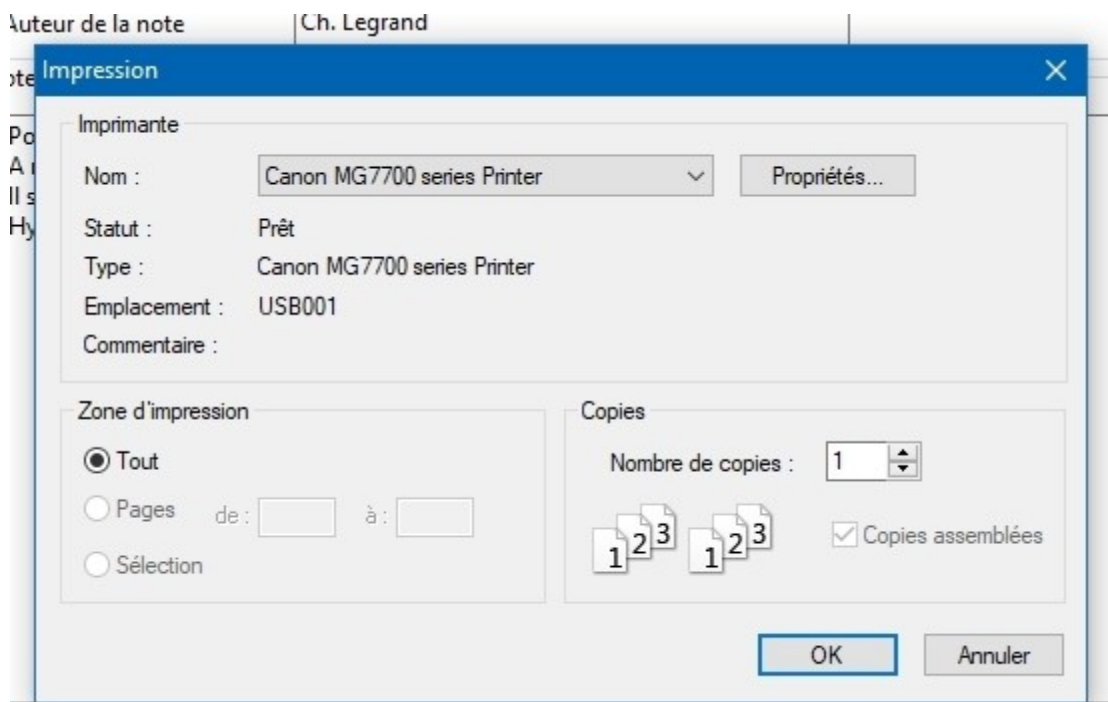 Auteur de la note Ch. Legrand
Impression
Imprimante
Nom : Canon MG7700 series Printer Propriétés...
Statut : Prêt
Type : Canon MG7700 series Printer
Emplacement : USB001
Commentaire :
Zone d'impression
Tout
Pages de : à :
Sélection
Copies
Nombre de copies : 1
1 2 3 1 2 3
Copies assemblées
OK Annuler